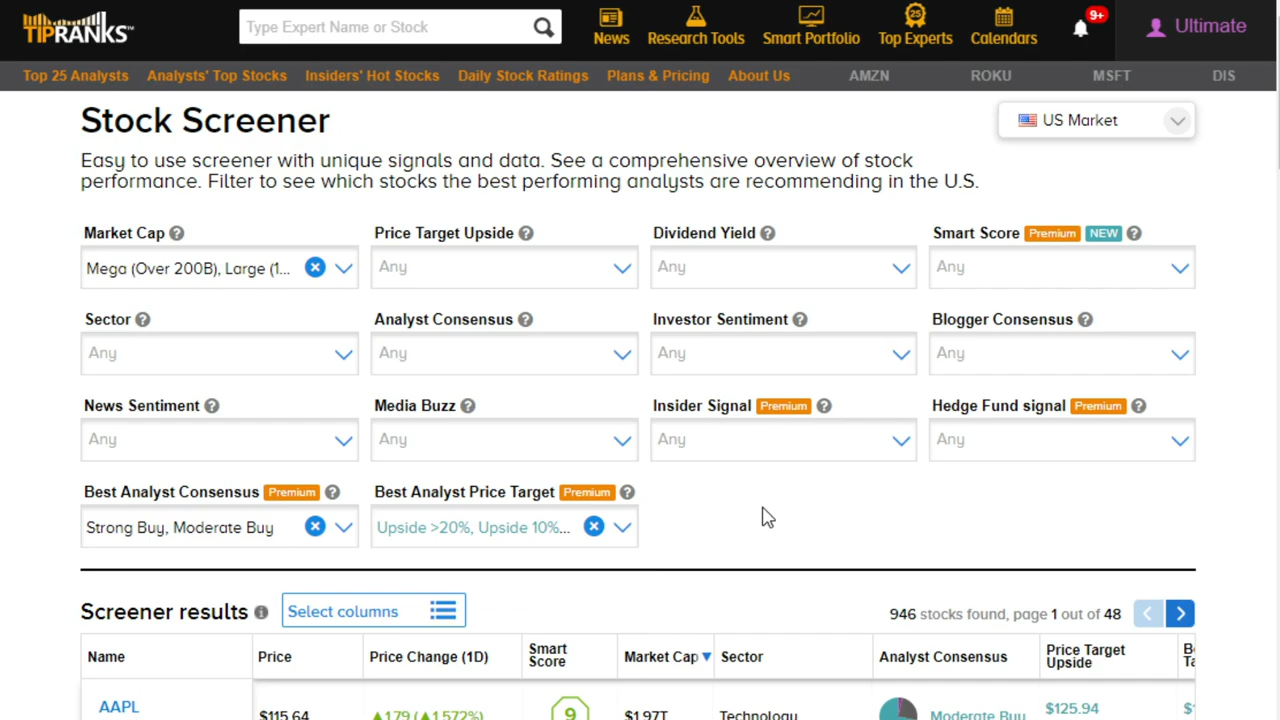 TIPRANKS
Type Expert Name or Stock
News
Research Tools
Smart Portfolio
25
Top Experts
Calendars
9+
Ultimate
Top 25 Analysts
Analysts' Top Stocks
Insiders' Hot Stocks
Daily Stock Ratings
Plans & Pricing
About Us
AMZN
ROKU
MSFT
DIS
Stock Screener
US Market
Easy to use screener with unique signals and data. See a comprehensive overview of stock
performance. Filter to see which stocks the best performing analysts are recommending in the U.S.
Market Cap ?
Price Target Upside ?
Dividend Yield ?
Smart Score Premium NEW ?
Mega (Over 200B), Large (1...
Any
Any
Any
Sector ?
Analyst Consensus ?
Investor Sentiment ?
Blogger Consensus ?
Any
Any
Any
Any
News Sentiment ?
Media Buzz ?
Insider Signal Premium ?
Hedge Fund signal Premium ?
Any
Any
Any
Any
Best Analyst Consensus Premium ?
Best Analyst Price Target Premium ?
Strong Buy, Moderate Buy
Upside >20%, Upside 10%...
Screener results
Select columns
946 stocks found, page 1 out of 48
Name
Price
Price Change (1D)
Smart
Score
Market Cap
Sector
Analyst Consensus
Price Target
Upside
AAPL
$115.64
▲1.79 (▲1.572%)
9
$1.97T
Technology
Moderate Buy
$125.94